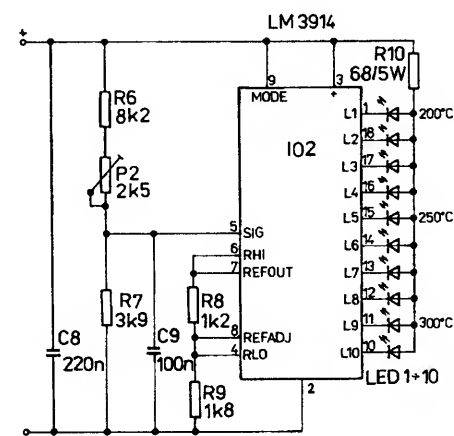 LM 3914
+
R10
68/5W
9
3
MODE
+
R6
8k2
IO2
L1 1 200°C
L2 18
P2
2k5
L3 17
L4 16
5 SIG
L5 15 250°C
6 RHI
L6 14
7 REFOUT
L7 13
R7
3k9
R8
1k2
L8 12
C8
220n
C9
100n
8 REFADJ
L9 11 300°C
4 RLO
L10 10
R9
1k8
2
LED 1÷10
-